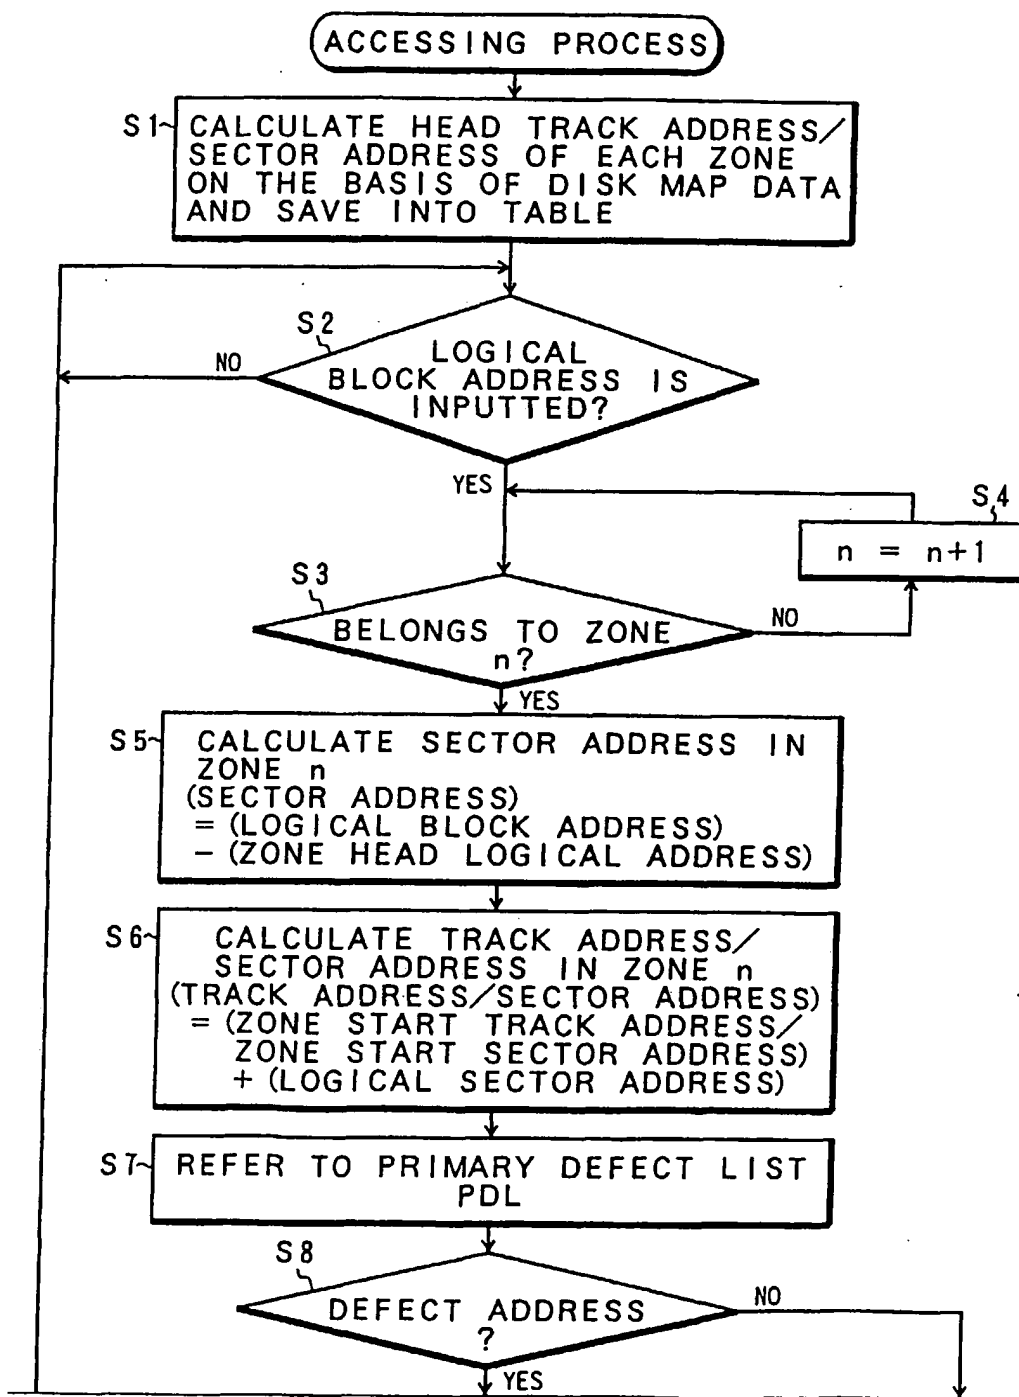 ACCESSING PROCESS
S1
CALCULATE HEAD TRACK ADDRESS/
SECTOR ADDRESS OF EACH ZONE
ON THE BASIS OF DISK MAP DATA
AND SAVE INTO TABLE
S2
NO
LOGICAL
BLOCK ADDRESS IS
INPUTTED?
YES
S4
n = n+1
S3
NO
BELONGS TO ZONE
n?
YES
S5
CALCULATE SECTOR ADDRESS IN
ZONE n
(SECTOR ADDRESS)
= (LOGICAL BLOCK ADDRESS)
- (ZONE HEAD LOGICAL ADDRESS)
S6
CALCULATE TRACK ADDRESS/
SECTOR ADDRESS IN ZONE n
(TRACK ADDRESS/SECTOR ADDRESS)
= (ZONE START TRACK ADDRESS/
ZONE START SECTOR ADDRESS)
+ (LOGICAL SECTOR ADDRESS)
S7
REFER TO PRIMARY DEFECT LIST
PDL
S8
NO
DEFECT ADDRESS
?
YES